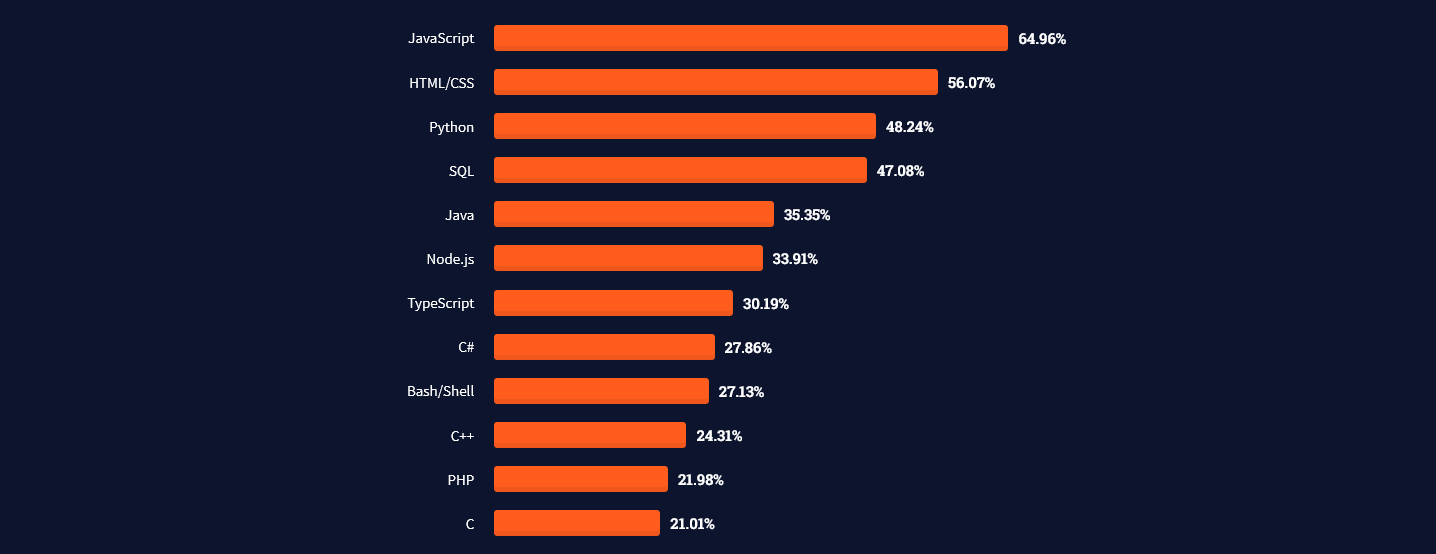 JavaScript 64.96%
HTML/CSS 56.07%
Python 48.24%
SQL 47.08%
Java 35.35%
Node.js 33.91%
TypeScript 30.19%
C# 27.86%
Bash/Shell 27.13%
C++ 24.31%
PHP 21.98%
C 21.01%